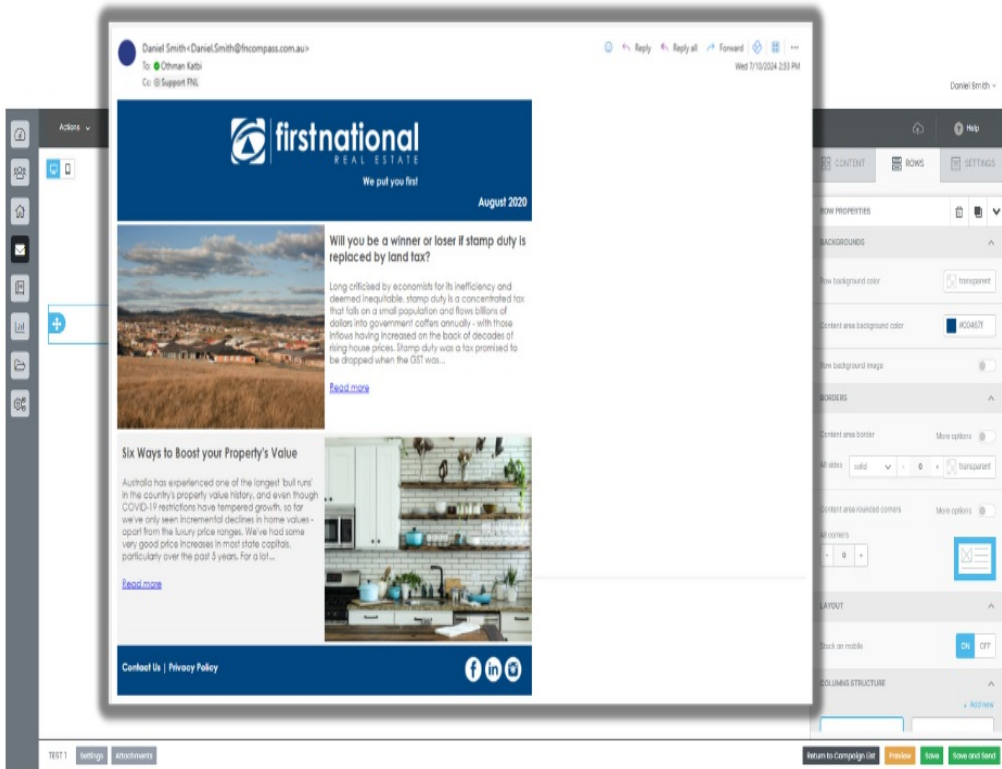 Daniel Smith<Daniel.Smith@fncompass.com.au>
To: Othman Katbi
Cc: Support FNL
Reply
Reply all
Forward
Wed 7/10/2024 2:33 PM
Daniel Smith
Actions
Help
firstnational
REAL ESTATE
We put you first
August 2020
Will you be a winner or loser if stamp duty is
replaced by land tax?
Long criticised by economists for its inefficiency and
deemed inequitable, stamp duty is a concentrated tax
that falls on a small population and flows billions of
dollars into government coffers annually - with those
inflows having increased on the back of decades of
rising house prices. Stamp duty was a tax promised to
be dropped when the GST was...
Read more
Six Ways to Boost your Property's Value
Australia has experienced one of the longest 'bull runs'
in the country's property value history, and even though
COVID-19 restrictions have tempered growth, so far
we've only seen incremental declines in home values -
apart from the luxury price ranges. We've had some
very good price increases in most state capitals,
particularly over the past 5 years. For a lot...
Read more
Contact Us | Privacy Policy
CONTENT
ROWS
SETTINGS
ROW PROPERTIES
BACKGROUNDS
Row background color
transparent
Content area background color
#00467f
Row background image
BORDERS
Content area border
More options
All sides
solid
- 0 +
transparent
Content area rounded corners
More options
All corners
- 0 +
LAYOUT
Stack on mobile
ON OFF
COLUMNS STRUCTURE
+ Add new
TEST 1
Settings
Attachments
Return to Campaign List
Preview
Save
Save and Send